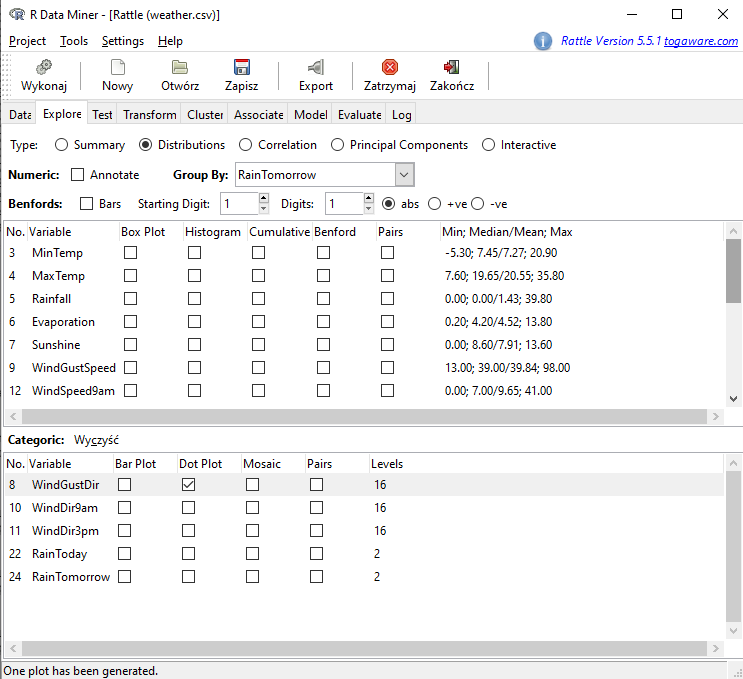 R Data Miner - [Rattle (weather.csv)]
Project Tools Settings Help Rattle Version 5.5.1 togaware.com
Wykonaj Nowy Otwórz Zapisz Export Zatrzymaj Zakończ
Data Explore Test Transform Cluster Associate Model Evaluate Log
Type: Summary Distributions Correlation Principal Components Interactive
Numeric: Annotate Group By: RainTomorrow
Benfords: Bars Starting Digit: 1 Digits: 1 abs +ve -ve
No. Variable Box Plot Histogram Cumulative Benford Pairs Min; Median/Mean; Max
3 MinTemp -5.30; 7.45/7.27; 20.90
4 MaxTemp 7.60; 19.65/20.55; 35.80
5 Rainfall 0.00; 0.00/1.43; 39.80
6 Evaporation 0.20; 4.20/4.52; 13.80
7 Sunshine 0.00; 8.60/7.91; 13.60
9 WindGustSpeed 13.00; 39.00/39.84; 98.00
12 WindSpeed9am 0.00; 7.00/9.65; 41.00
Categoric: Wyczyść
No. Variable Bar Plot Dot Plot Mosaic Pairs Levels
8 WindGustDir 16
10 WindDir9am 16
11 WindDir3pm 16
22 RainToday 2
24 RainTomorrow 2
One plot has been generated.